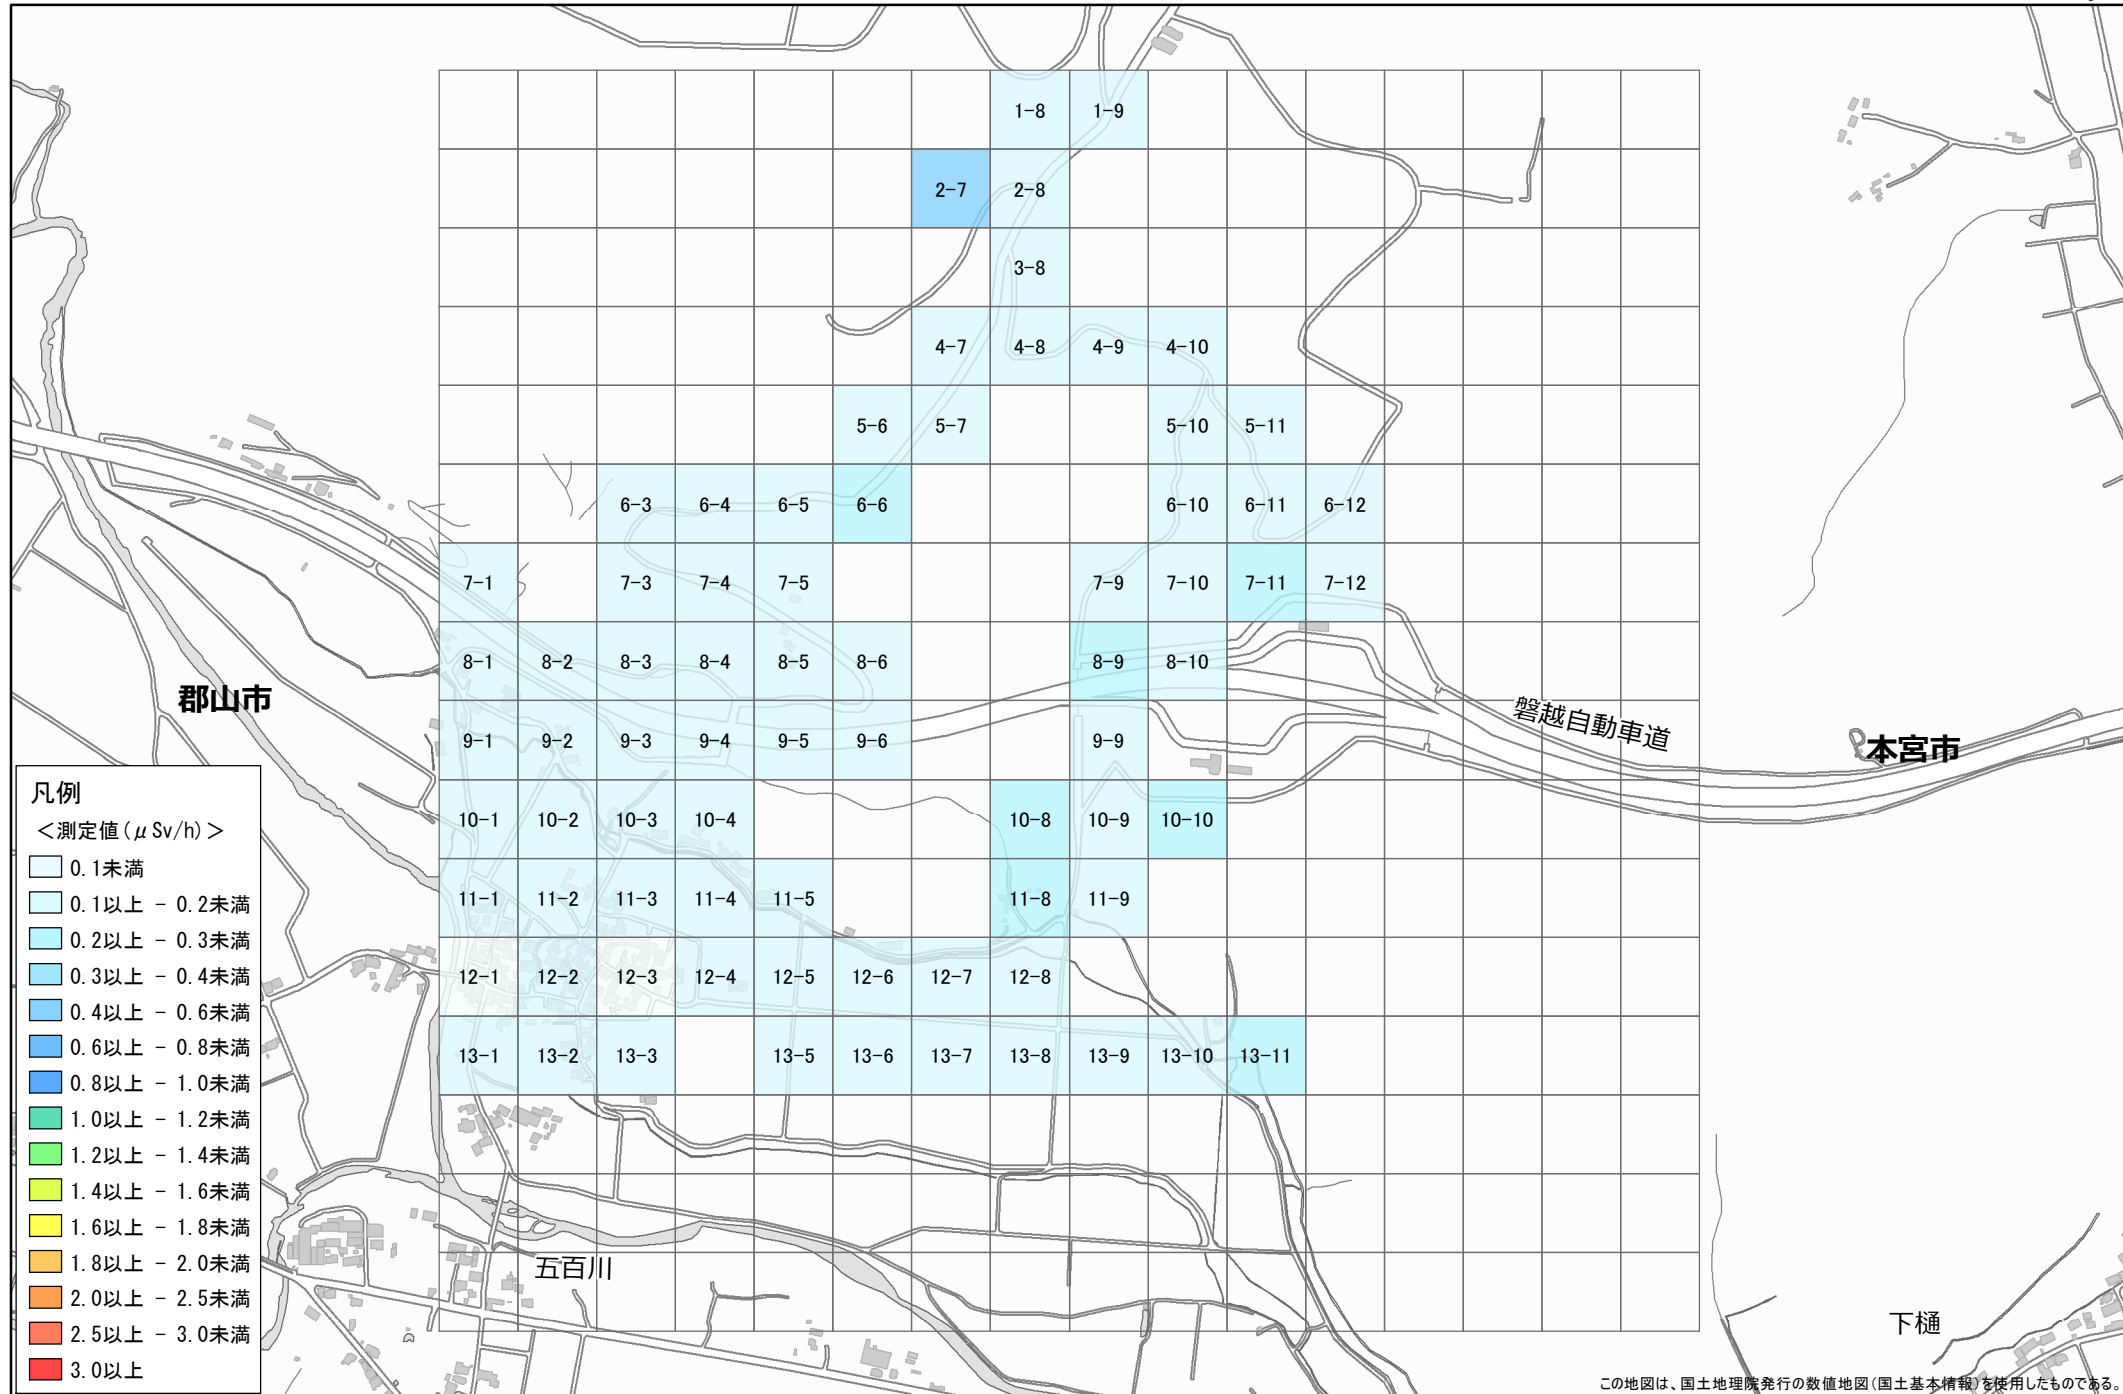 1-8 1-9
2-7 2-8
3-8
4-7 4-8 4-9 4-10
5-6 5-7 5-10 5-11
6-3 6-4 6-5 6-6 6-10 6-11 6-12
7-1 7-3 7-4 7-5 7-9 7-10 7-11 7-12
8-1 8-2 8-3 8-4 8-5 8-6 8-9 8-10
郡山市
磐越自動車道
9-1 9-2 9-3 9-4 9-5 9-6 9-9
本宮市
10-1 10-2 10-3 10-4 10-8 10-9 10-10
11-1 11-2 11-3 11-4 11-5 11-8 11-9
12-1 12-2 12-3 12-4 12-5 12-6 12-7 12-8
13-1 13-2 13-3 13-5 13-6 13-7 13-8 13-9 13-10 13-11
五百川
下樋
凡例
＜測定値(μSv/h)＞
0.1未満
0.1以上 - 0.2未満
0.2以上 - 0.3未満
0.3以上 - 0.4未満
0.4以上 - 0.6未満
0.6以上 - 0.8未満
0.8以上 - 1.0未満
1.0以上 - 1.2未満
1.2以上 - 1.4未満
1.4以上 - 1.6未満
1.6以上 - 1.8未満
1.8以上 - 2.0未満
2.0以上 - 2.5未満
2.5以上 - 3.0未満
3.0以上
この地図は、国土地理院発行の数値地図(国土基本情報)を使用したものである。